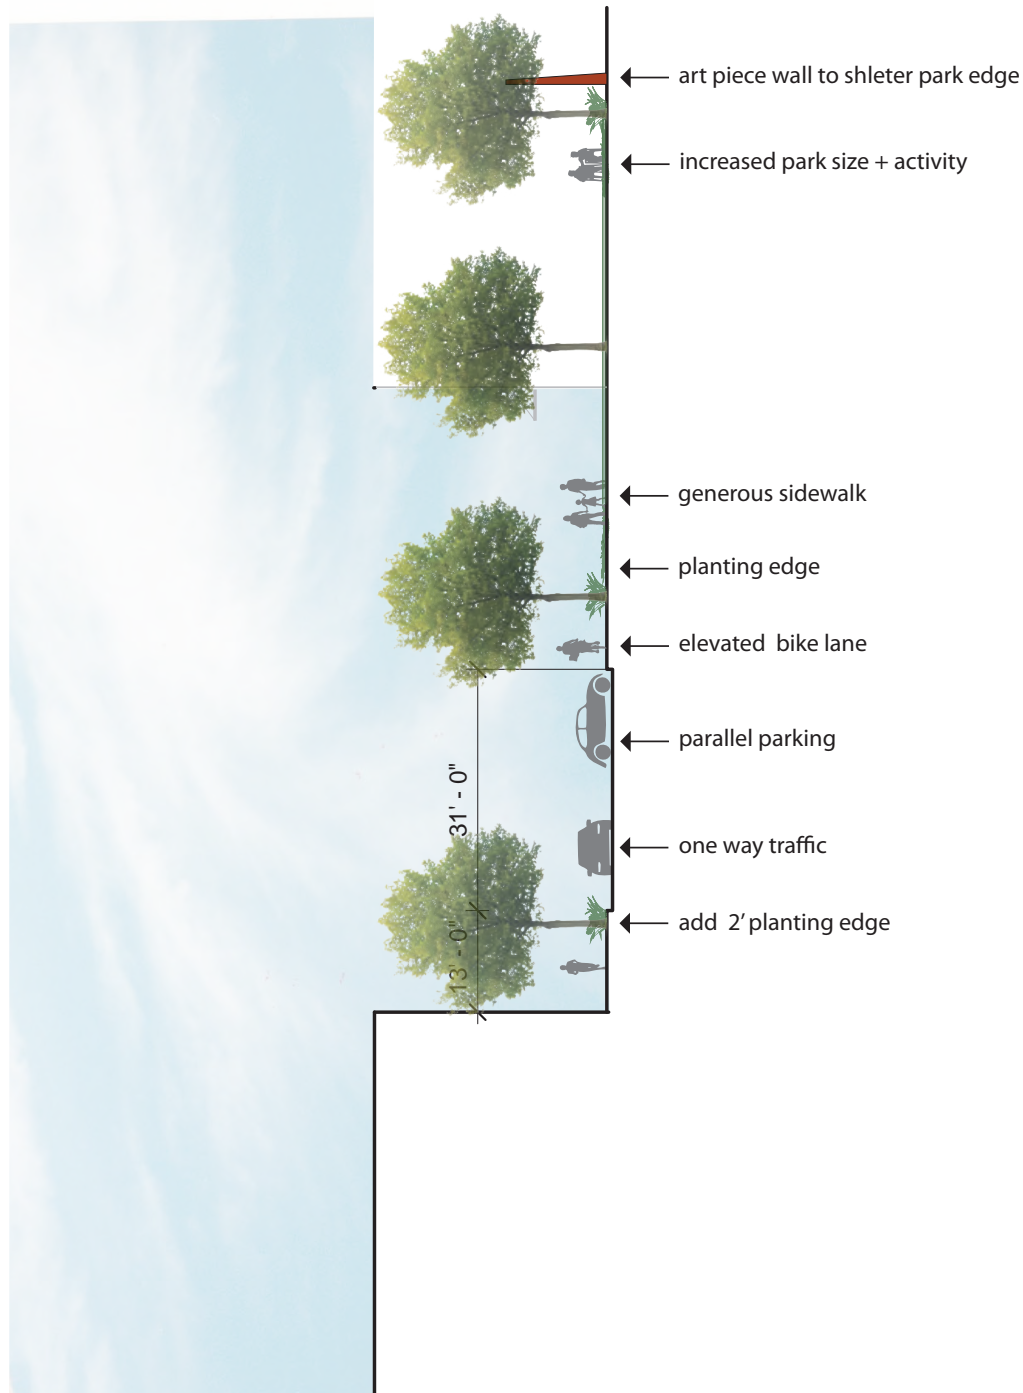 art piece wall to shleter park edge
increased park size + activity
generous sidewalk
planting edge
elevated bike lane
parallel parking
31' - 0"
one way traffic
add 2' planting edge
13' - 0"